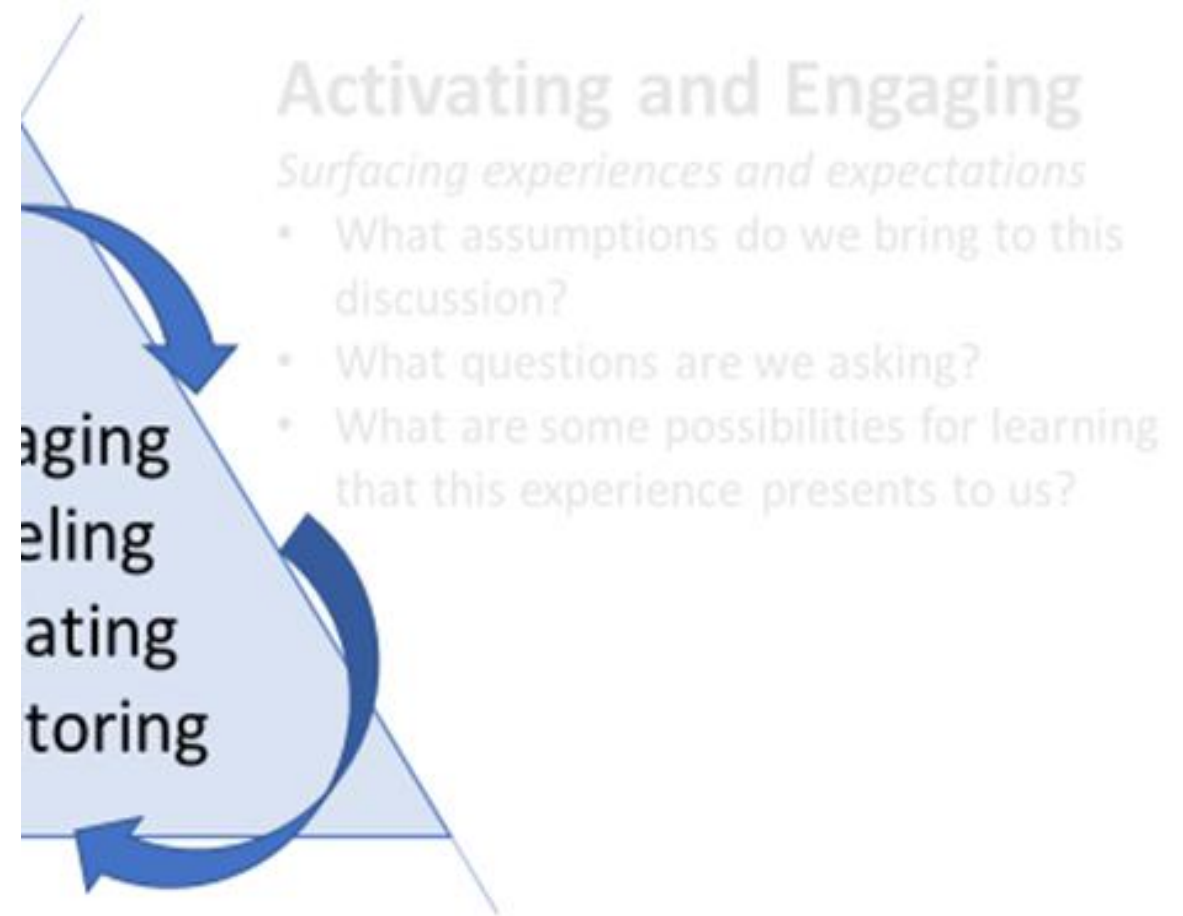 Activating and Engaging
Surfacing experiences and expectations
• What assumptions do we bring to this
discussion?
• What questions are we asking?
• What are some possibilities for learning
that this experience presents to us?
aging
eling
ating
toring